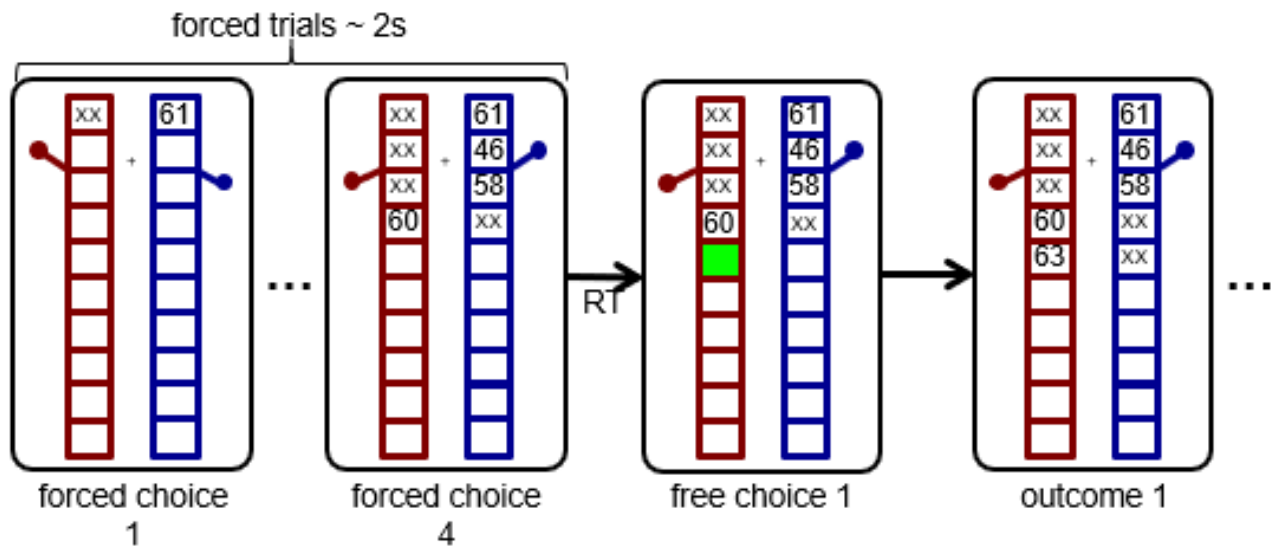 forced trials ~ 2s
xx 61
+
...
xx 61
xx + 46
xx 58
60 xx
RT
xx 61
xx + 46
xx 58
60 xx
xx 61
xx + 46
xx 58
60 xx
63 xx
...
forced choice
1
forced choice
4
free choice 1
outcome 1